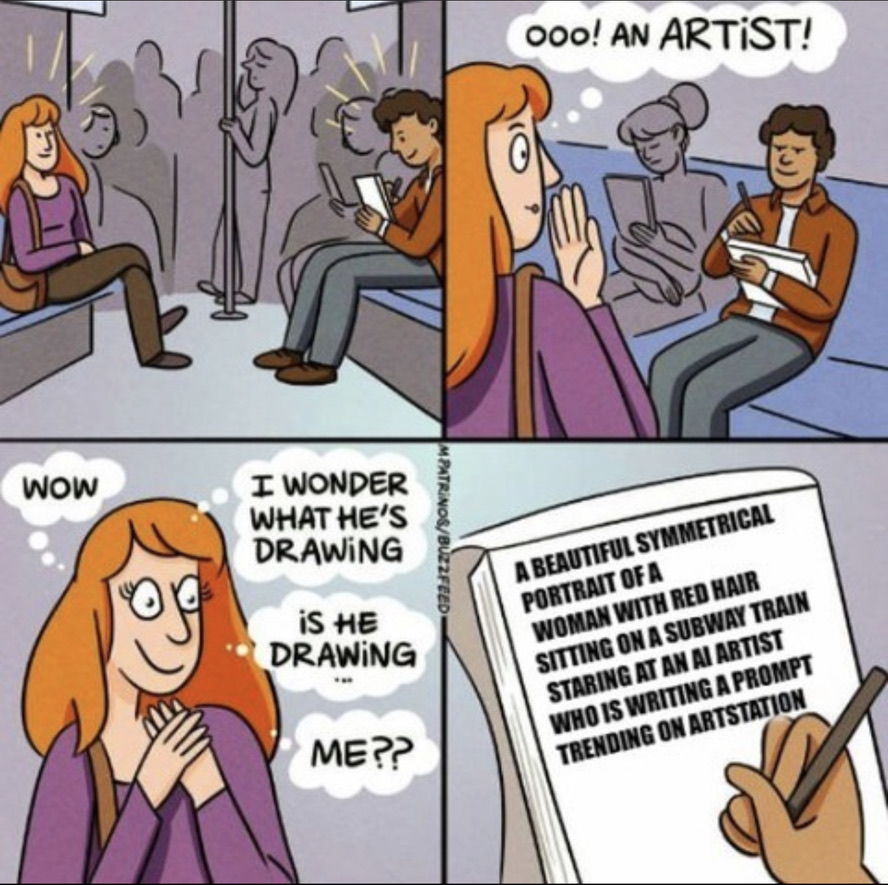 OOO! AN ARTiST!
WOW
I WONDER
WHAT HE'S
DRAWiNG
iS HE
DRAWiNG
...
ME??
M PATRiNOS/BUZZFEED
A BEAUTIFUL SYMMETRICAL
PORTRAIT OF A
WOMAN WITH RED HAIR
SITTING ON A SUBWAY TRAIN
STARING AT AN AI ARTIST
WHO IS WRITING A PROMPT
TRENDING ON ARTSTATION